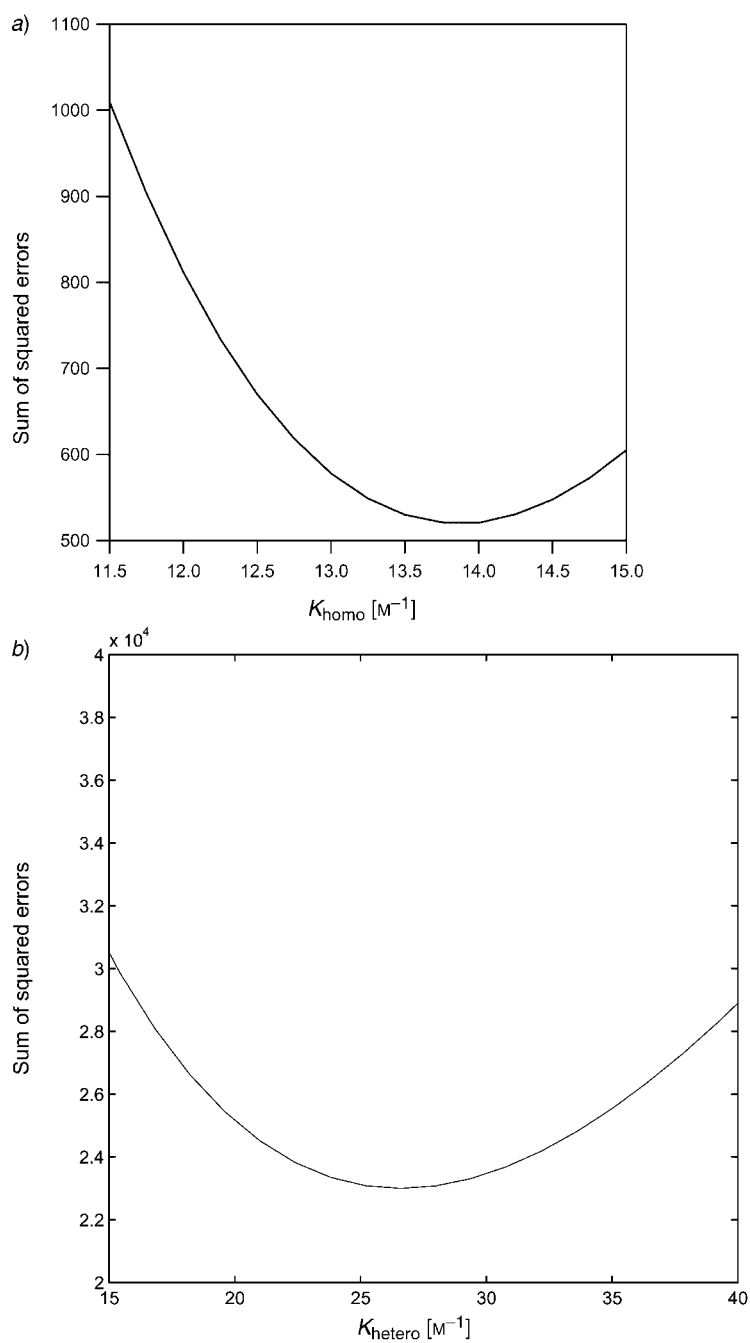 a)
1100
1000
900
800
700
600
500
Sum of squared errors
11.5 12.0 12.5 13.0 13.5 14.0 14.5 15.0
Khomo [M−1]
b)
x 104
4
3.8
3.6
3.4
3.2
3
2.8
2.6
2.4
2.2
2
Sum of squared errors
15 20 25 30 35 40
Khetero [M−1]